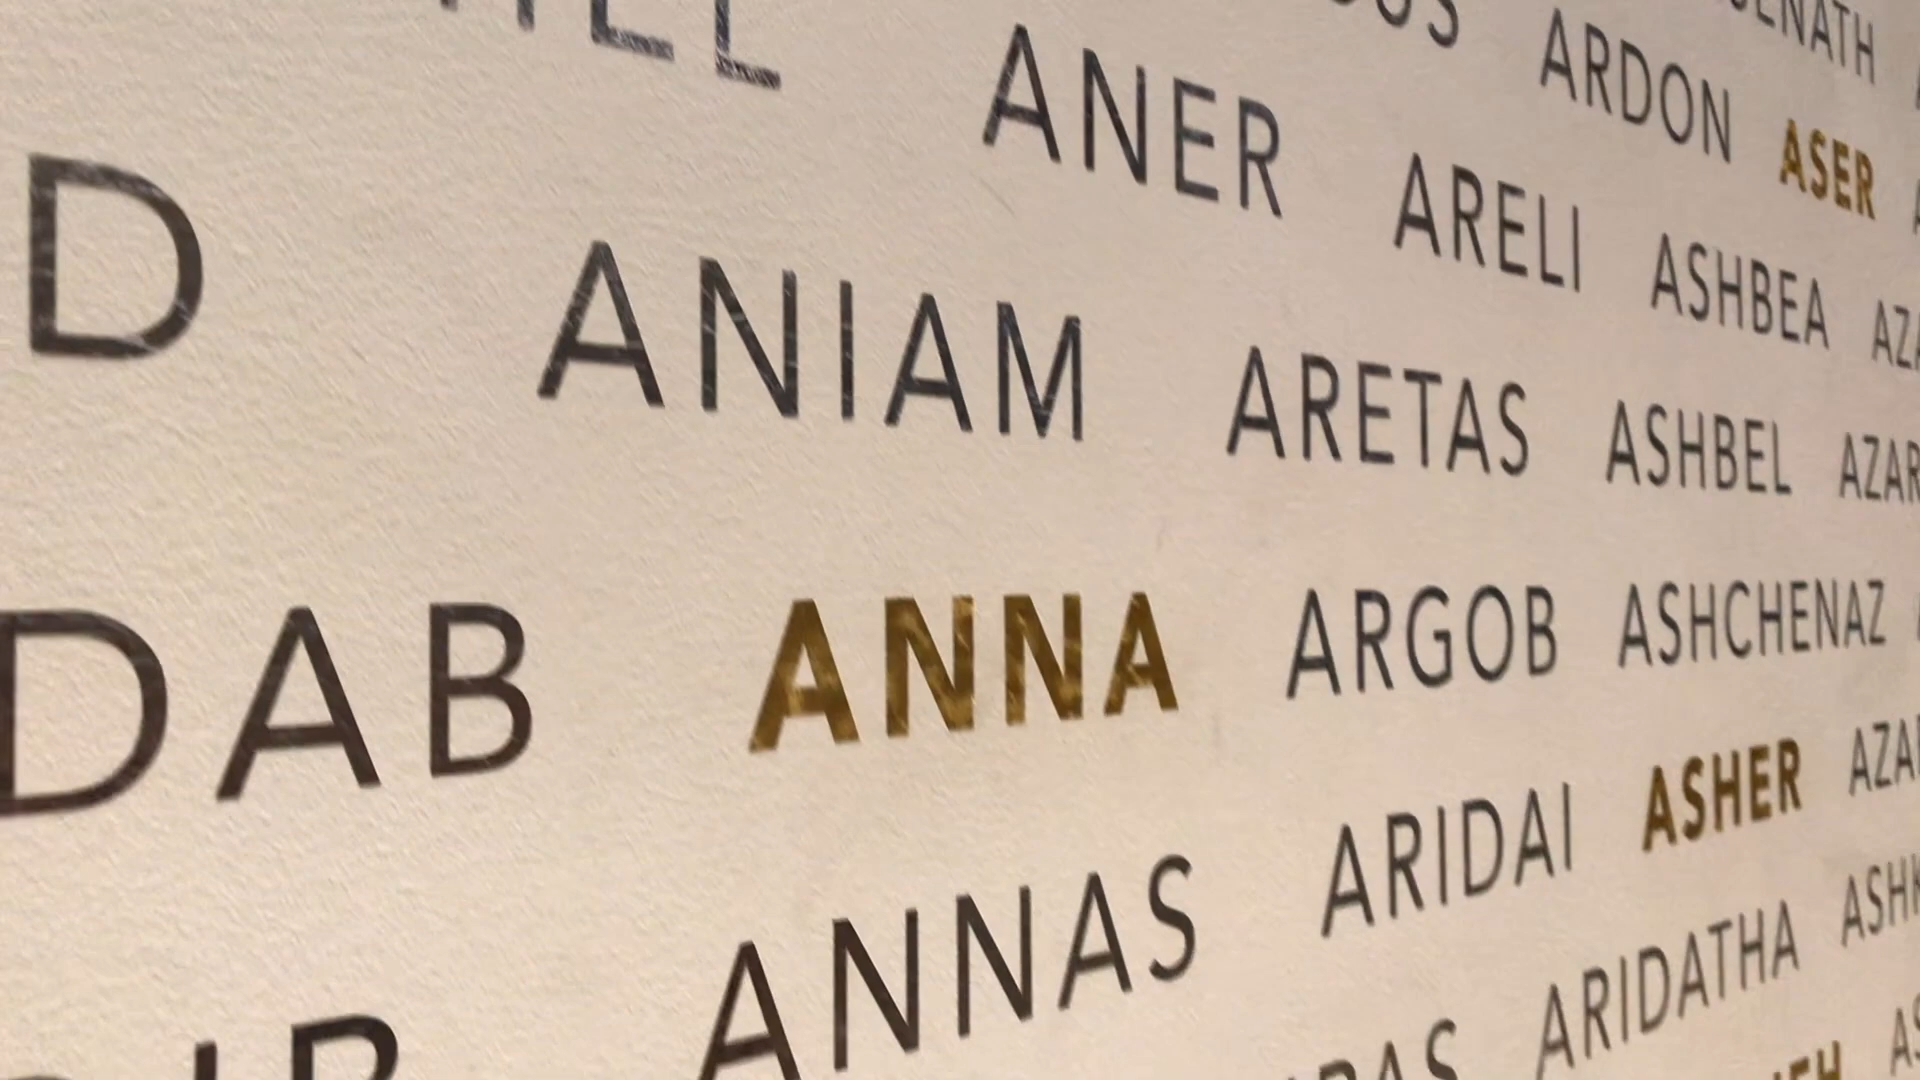 ARDON ASER
ANER ARELI ASHBEA
ANIAM ARETAS ASHBEL
DAB ANNA ARGOB ASHCHENAZ
ANNAS ARIDAI ASHER
ARIDATHA